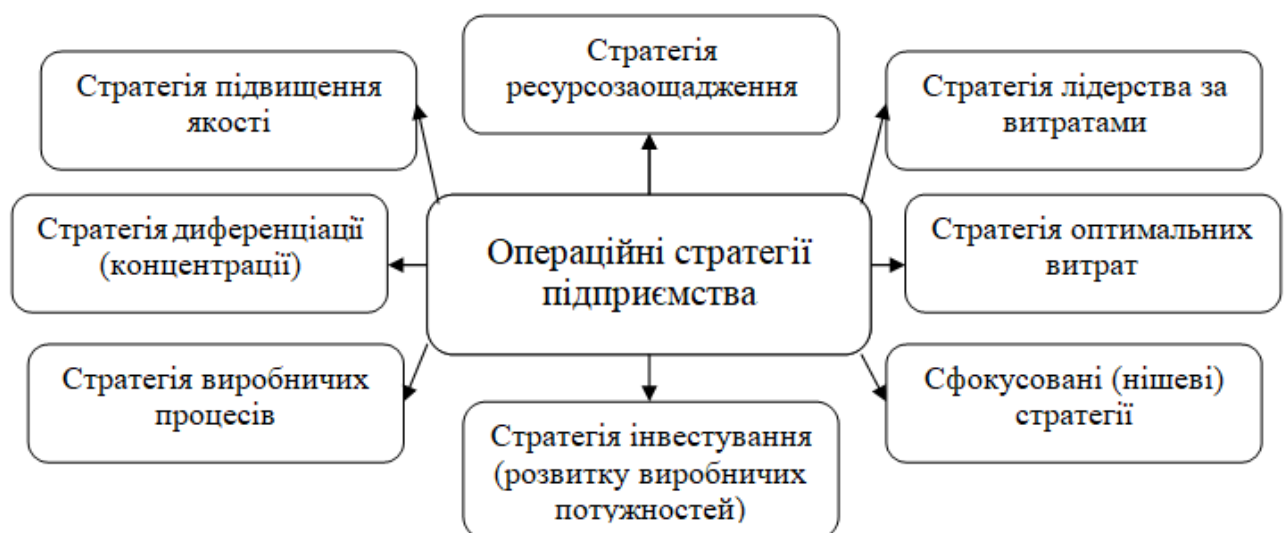 Стратегія підвищення
якості
Стратегія
ресурсозаощадження
Стратегія лідерства за
витратами
Стратегія диференціації
(концентрації)
Операційні стратегії
підприємства
Стратегія оптимальних
витрат
Стратегія виробничих
процесів
Стратегія інвестування
(розвитку виробничих
потужностей)
Сфокусовані (нішеві)
стратегії